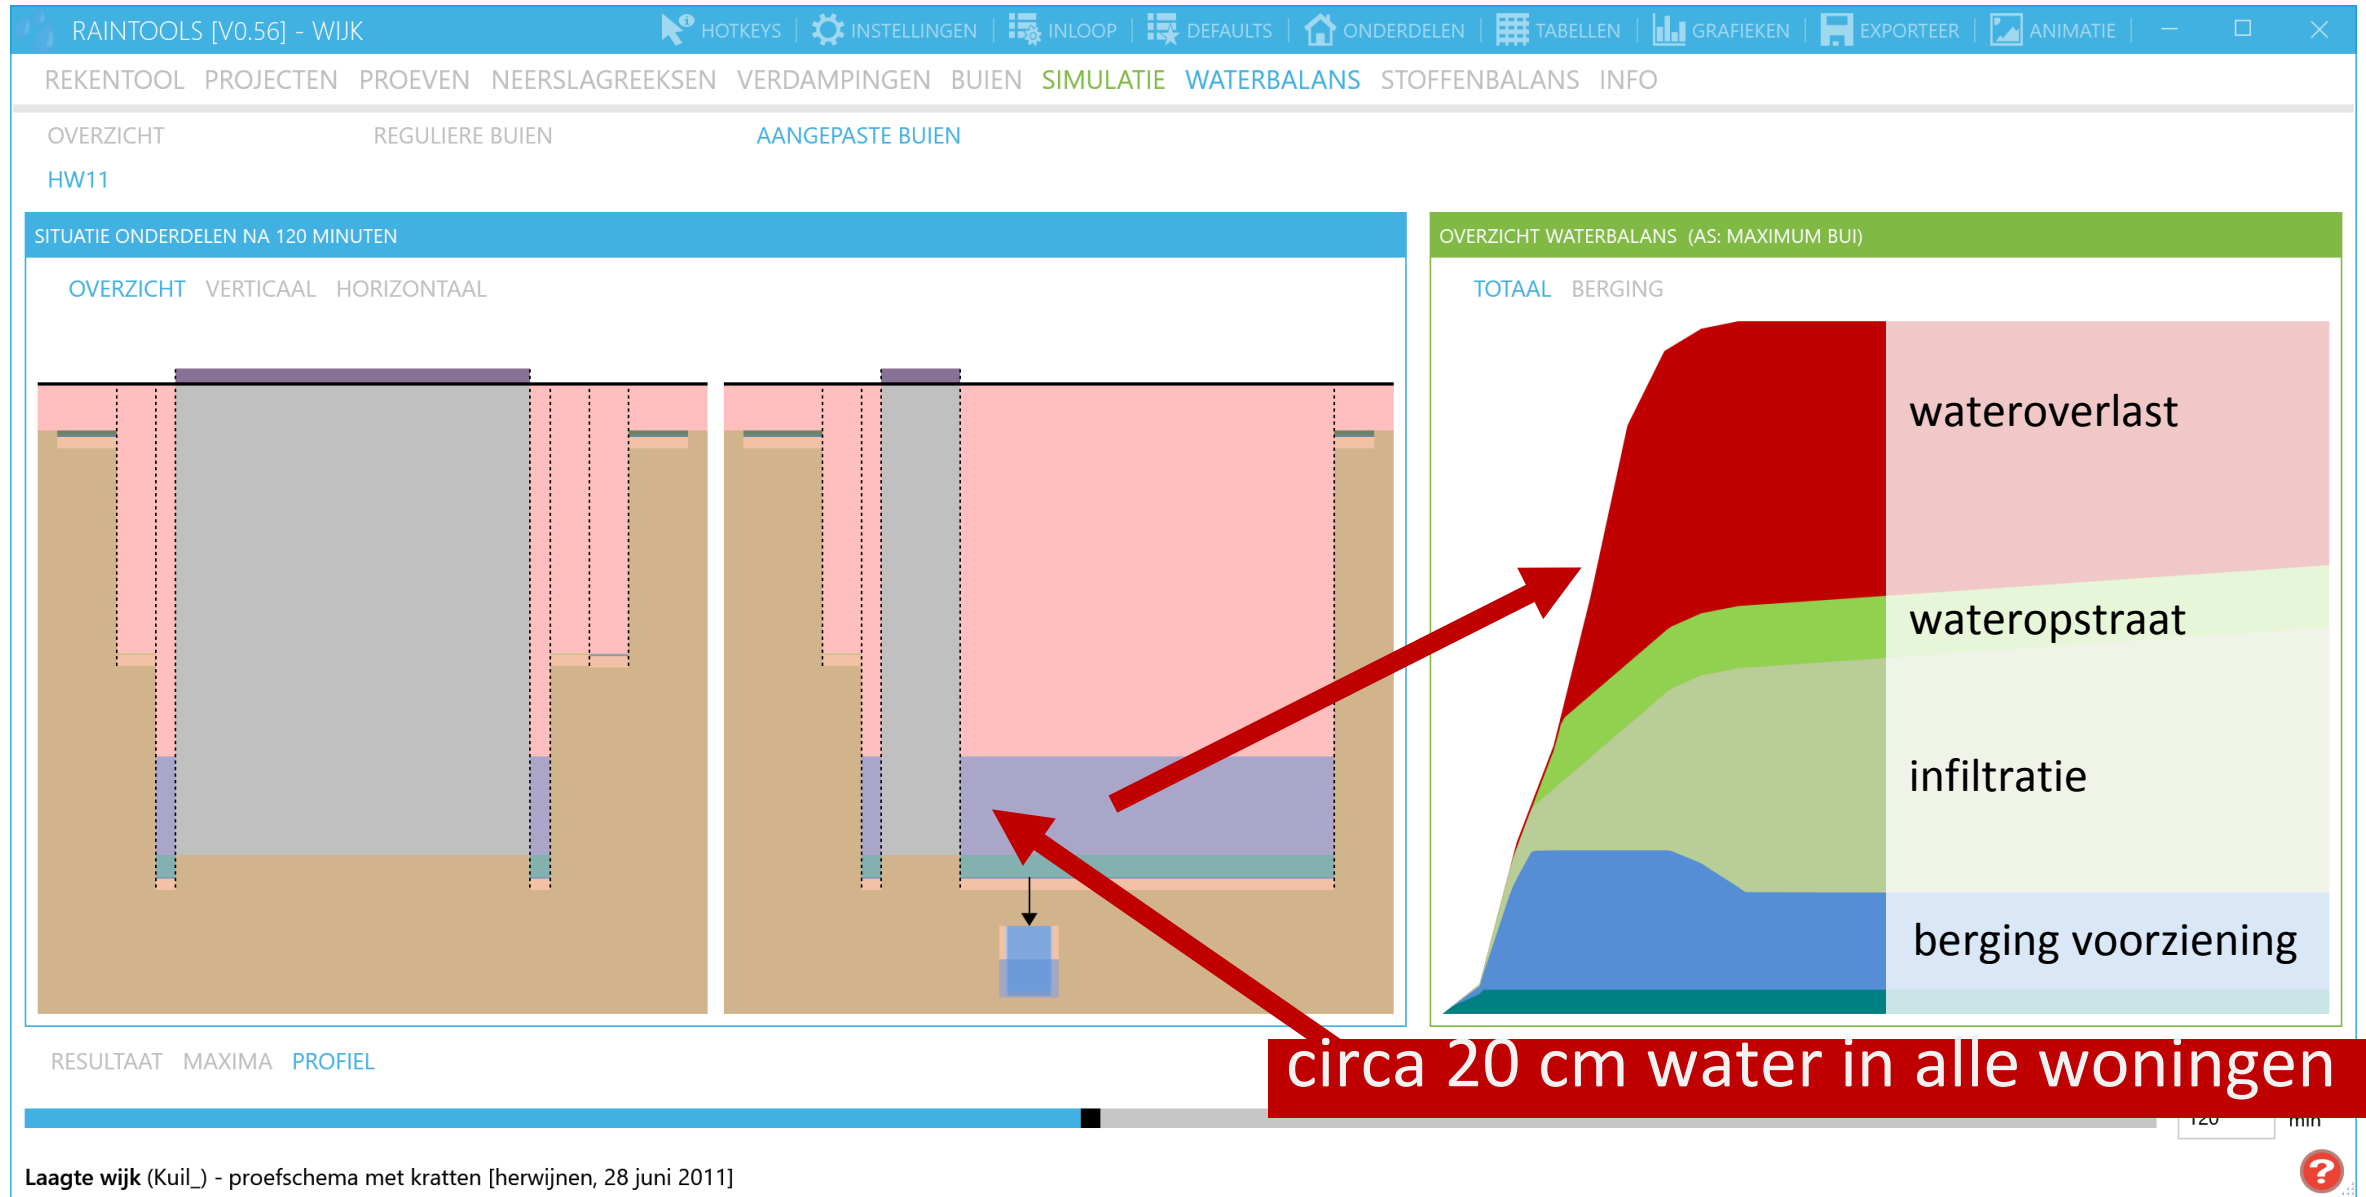 RAINTOOLS [V0.56] - WIJK HOTKEYS INSTELLINGEN INLOOP DEFAULTS ONDERDELEN TABELLEN GRAFIEKEN EXPORTEER ANIMATIE
REKENTOOL PROJECTEN PROEVEN NEERSLAGREEKSEN VERDAMPINGEN BUIEN SIMULATIE WATERBALANS STOFFENBALANS INFO
OVERZICHT REGULIERE BUIEN AANGEPASTE BUIEN
HW11
SITUATIE ONDERDELEN NA 120 MINUTEN
OVERZICHT VERTICAAL HORIZONTAAL
OVERZICHT WATERBALANS (AS: MAXIMUM BUI)
TOTAAL BERGING
wateroverlast
wateropstraat
infiltratie
berging voorziening
circa 20 cm water in alle woningen
RESULTAAT MAXIMA PROFIEL
120 min
Laagte wijk (Kuil_) - proefschema met kratten [herwijnen, 28 juni 2011]
?